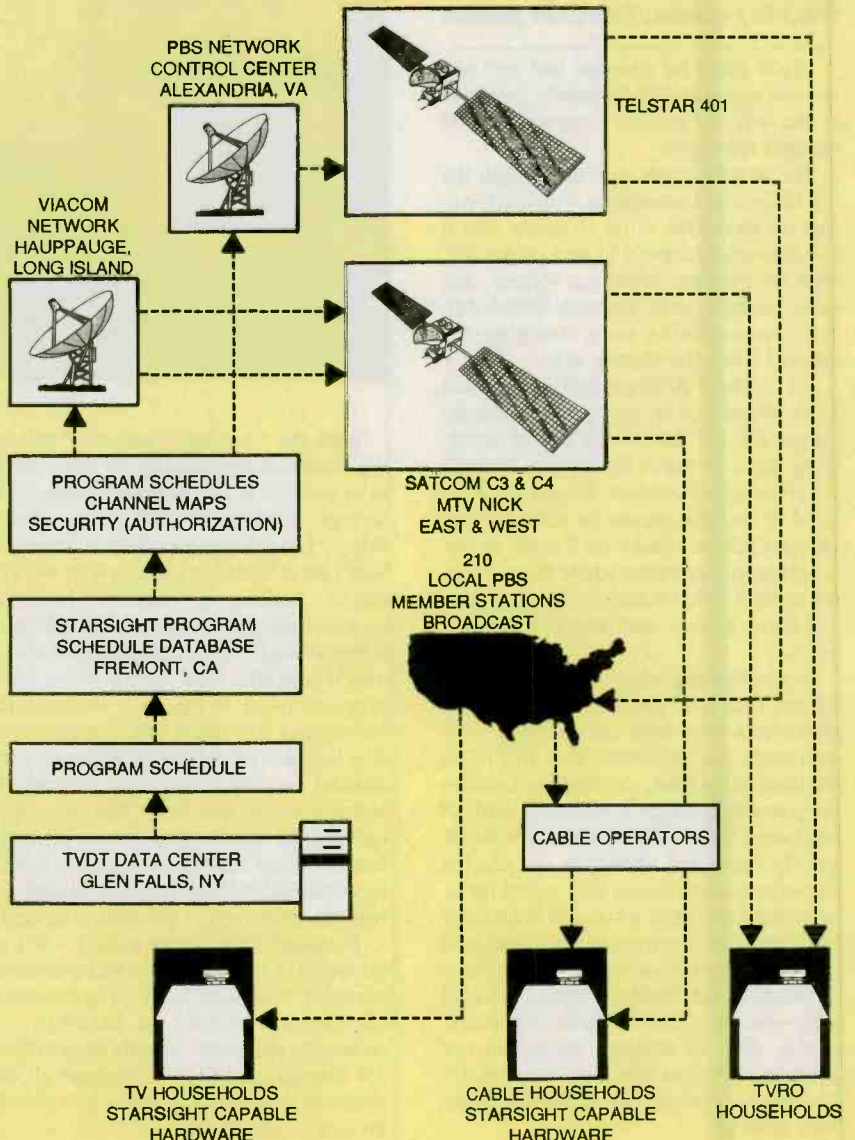 PBS NETWORK
CONTROL CENTER
ALEXANDRIA, VA
TELSTAR 401
VIACOM
NETWORK
HAUPPAUGE,
LONG ISLAND
PROGRAM SCHEDULES
CHANNEL MAPS
SECURITY (AUTHORIZATION)
SATCOM C3 & C4
MTV NICK
EAST & WEST
210
LOCAL PBS
MEMBER STATIONS
BROADCAST
STARSIGHT PROGRAM
SCHEDULE DATABASE
FREMONT, CA
PROGRAM SCHEDULE
CABLE OPERATORS
TVDT DATA CENTER
GLEN FALLS, NY
TV HOUSEHOLDS
STARSIGHT CAPABLE
HARDWARE
CABLE HOUSEHOLDS
STARSIGHT CAPABLE
HARDWARE
TVRO
HOUSEHOLDS